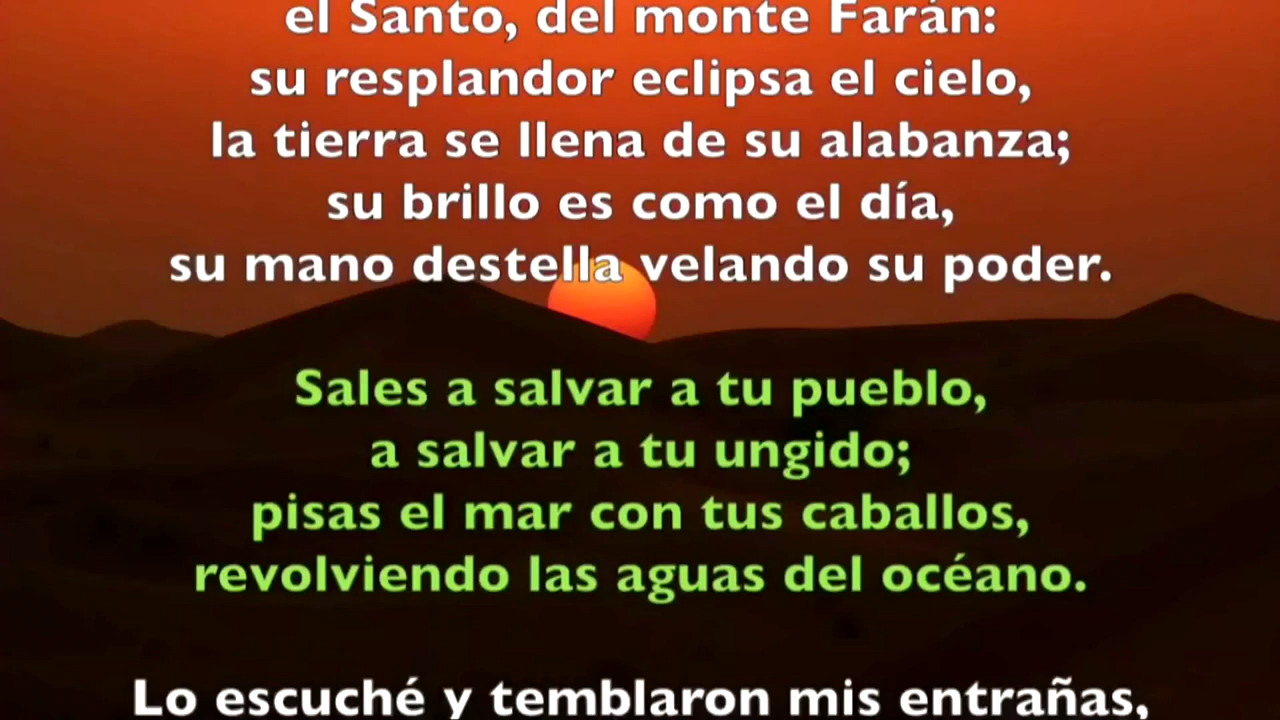 el Santo, del monte Farán:
su resplandor eclipsa el cielo,
la tierra se llena de su alabanza;
su brillo es como el día,
su mano destella velando su poder.
Sales a salvar a tu pueblo,
a salvar a tu ungido;
pisas el mar con tus caballos,
revolviendo las aguas del océano.
Lo escuché y temblaron mis entrañas,